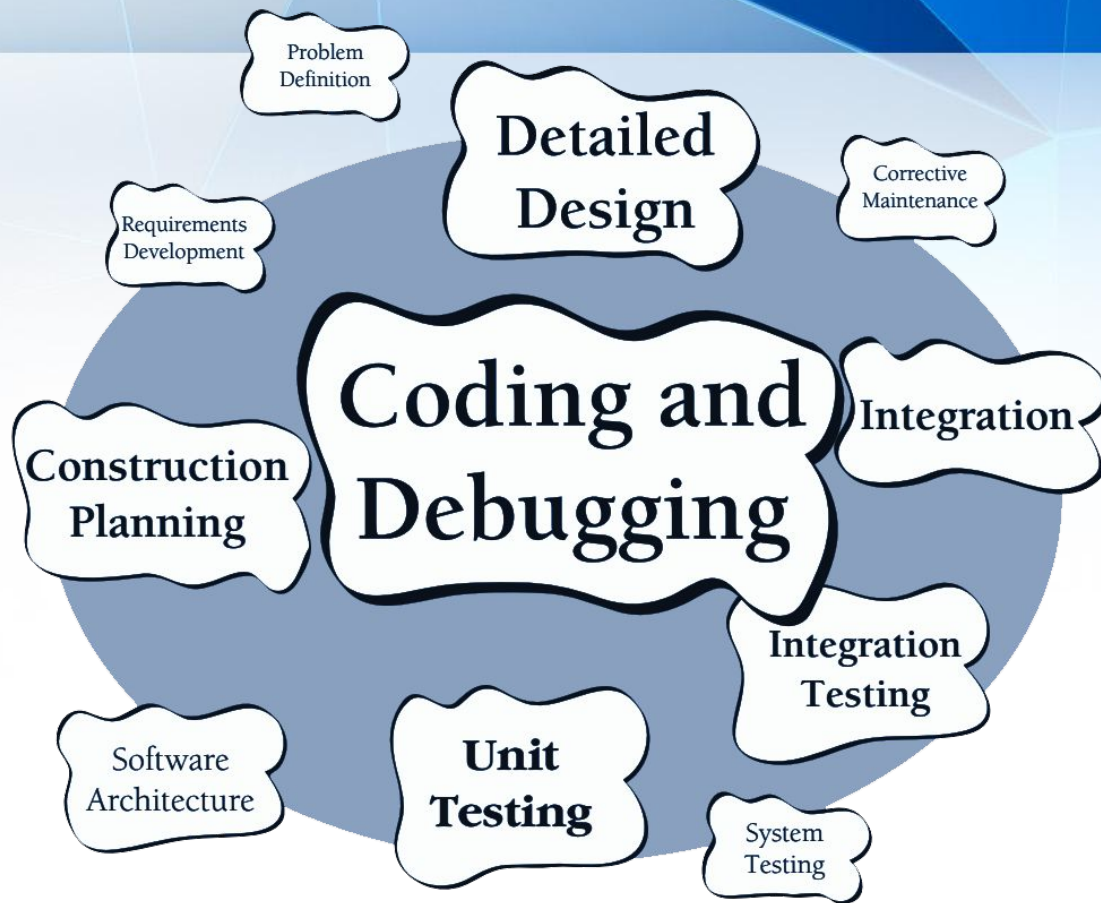 Problem
Definition
Detailed
Design
Corrective
Maintenance
Requirements
Development
Coding and
Debugging
Integration
Construction
Planning
Integration
Testing
Software
Architecture
Unit
Testing
System
Testing